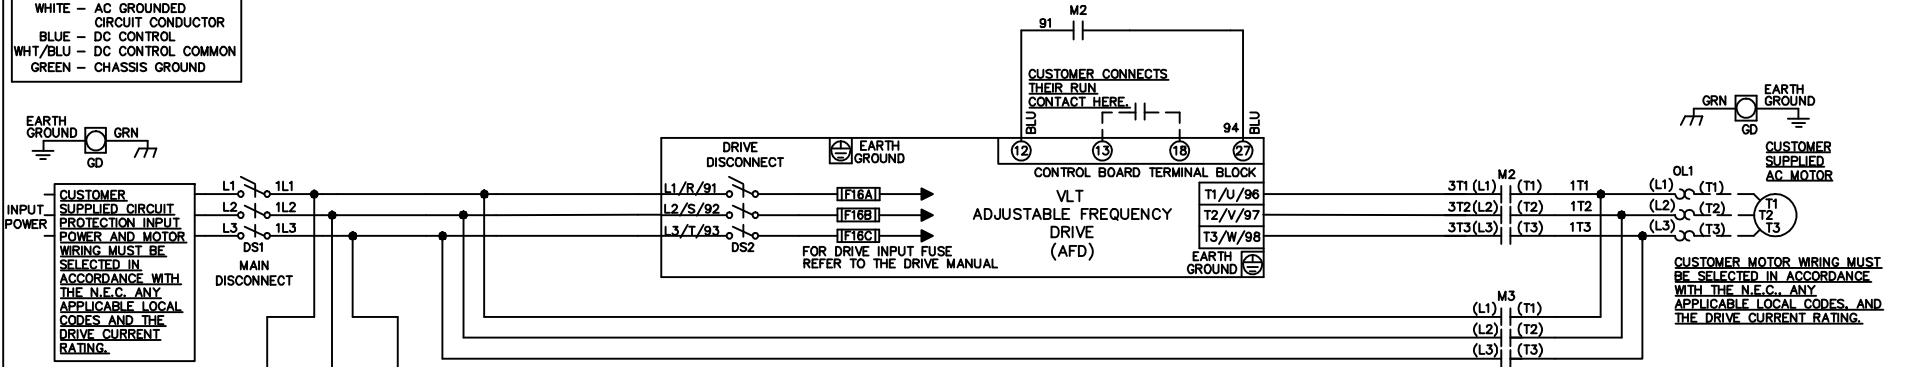 WHITE – AC GROUNDED
CIRCUIT CONDUCTOR
BLUE – DC CONTROL
WHT/BLU – DC CONTROL COMMON
GREEN – CHASSIS GROUND
EARTH
GROUND
GRN
GD
INPUT
POWER
CUSTOMER
SUPPLIED CIRCUIT
PROTECTION INPUT
POWER AND MOTOR
WIRING MUST BE
SELECTED IN
ACCORDANCE WITH
THE N.E.C. ANY
APPLICABLE LOCAL
CODES AND THE
DRIVE CURRENT
RATING.
L1 1L1
L2 1L2
L3 1L3
DS1
MAIN
DISCONNECT
L1/R/91
L2/S/92
L3/T/93
DRIVE
DISCONNECT
DS2
EARTH
GROUND
F16A
F16B
F16C
FOR DRIVE INPUT FUSE
REFER TO THE DRIVE MANUAL
M2
91
CUSTOMER CONNECTS
THEIR RUN
CONTACT HERE.
BLU
94
BLU
12 13 18 27
CONTROL BOARD TERMINAL BLOCK
VLT
ADJUSTABLE FREQUENCY
DRIVE
(AFD)
T1/U/96
T2/V/97
T3/W/98
EARTH
GROUND
M2
3T1 (L1) (T1) 1T1
3T2(L2) (T2) 1T2
3T3(L3) (T3) 1T3
M3
(L1) (T1)
(L2) (T2)
(L3) (T3)
OL1
(L1) (T1)
(L2) (T2)
(L3) (T3)
T1
T2
T3
GRN
EARTH
GROUND
GD
CUSTOMER
SUPPLIED
AC MOTOR
CUSTOMER MOTOR WIRING MUST
BE SELECTED IN ACCORDANCE
WITH THE N.E.C., ANY
APPLICABLE LOCAL CODES, AND
THE DRIVE CURRENT RATING.